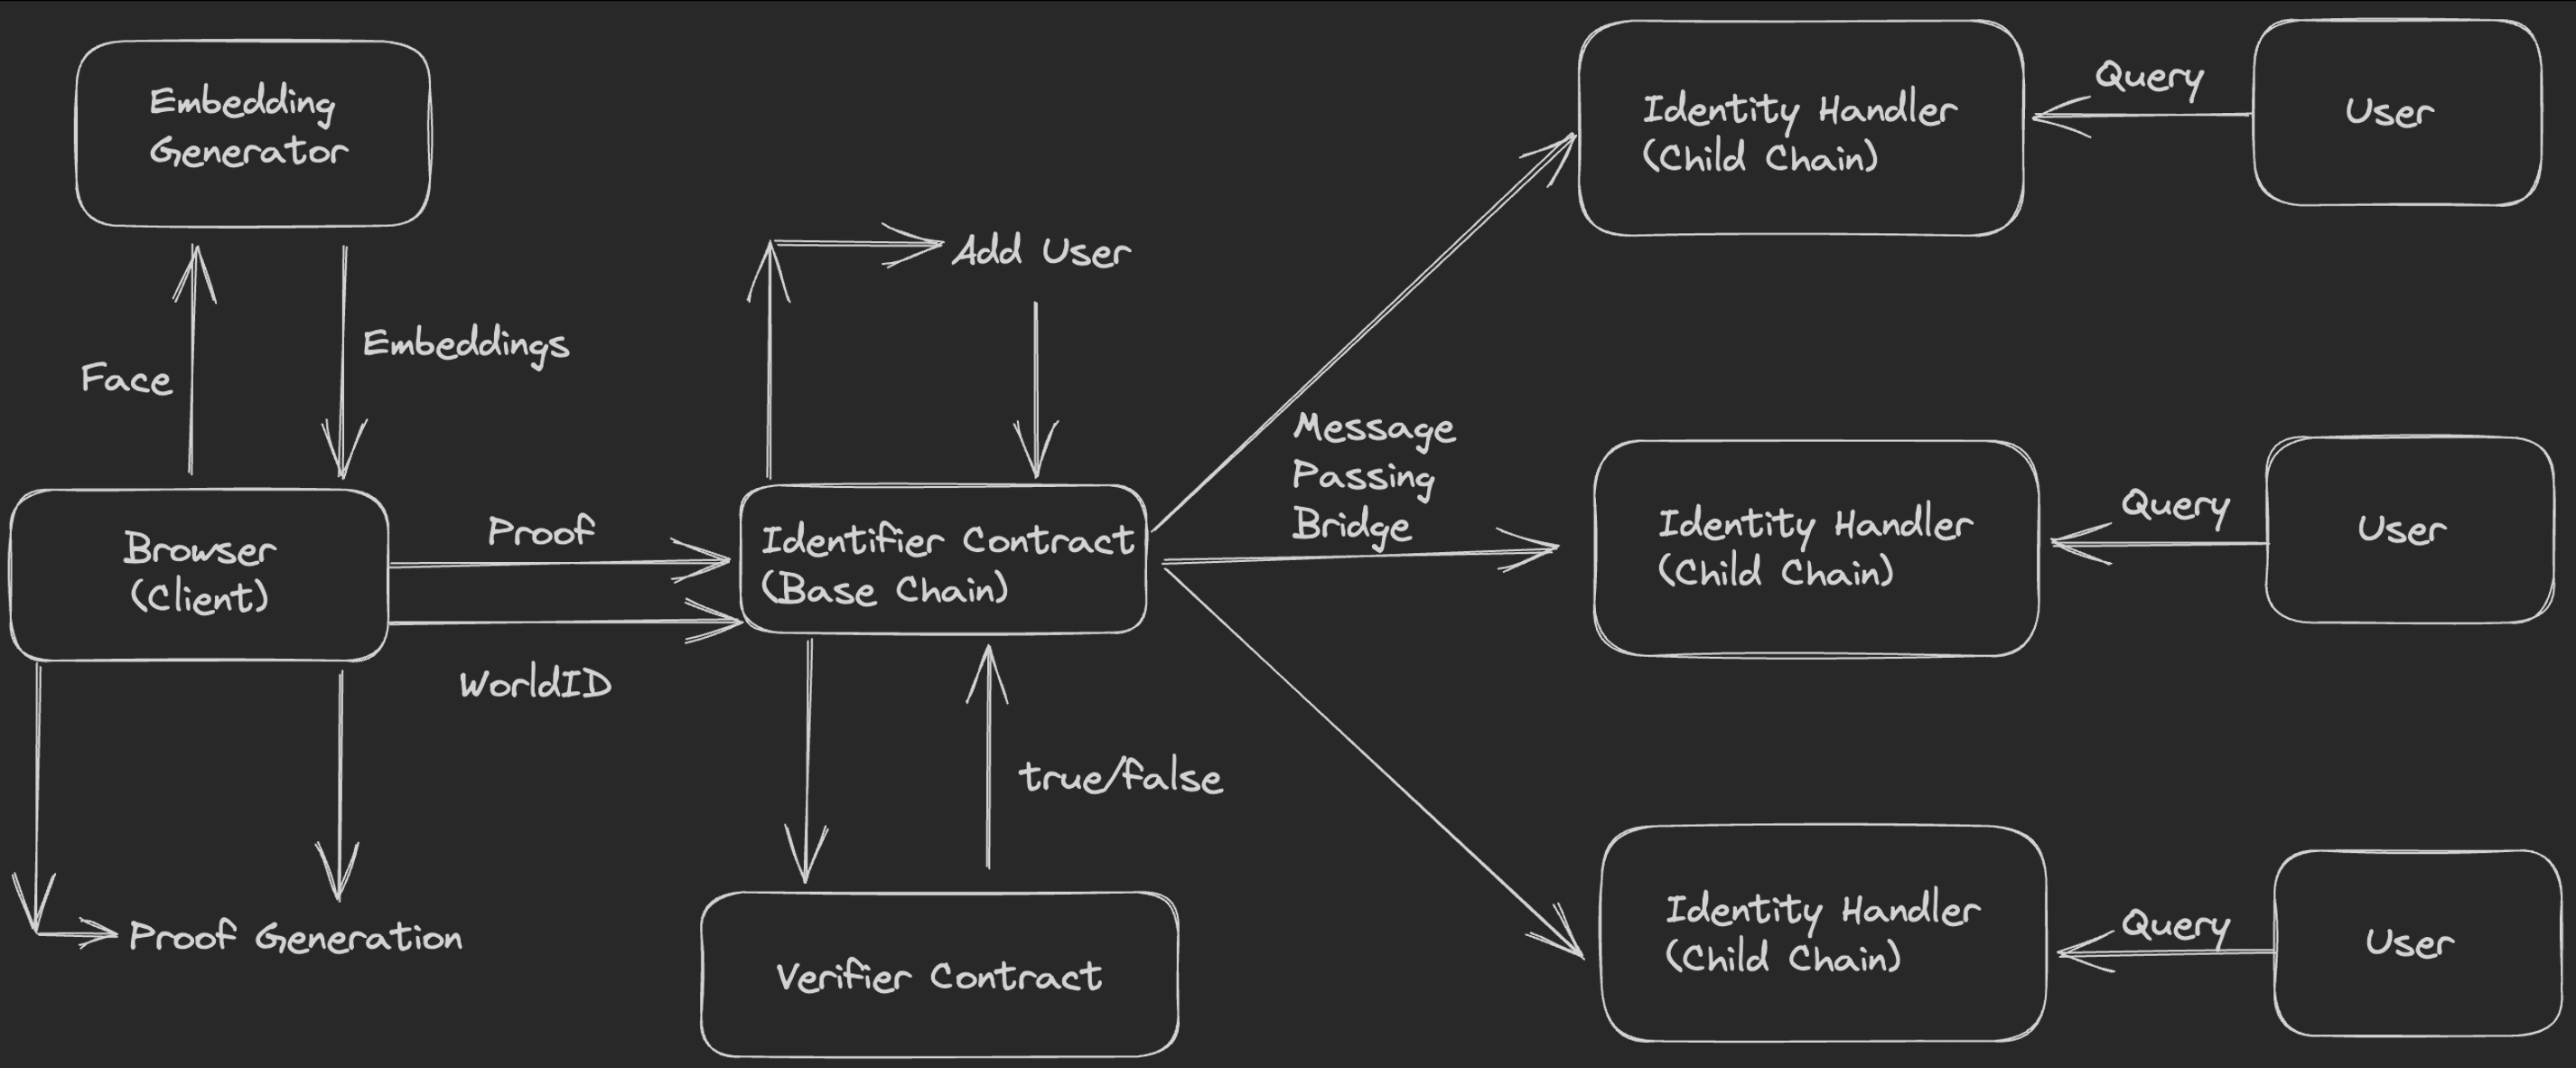 Embedding
Generator
Face
Embeddings
Browser
(Client)
Proof
WorldID
Proof Generation
Add User
Identifier Contract
(Base Chain)
true/false
Verifier Contract
Message
Passing
Bridge
Identity Handler
(Child Chain)
Query
User
Identity Handler
(Child Chain)
Query
User
Identity Handler
(Child Chain)
Query
User